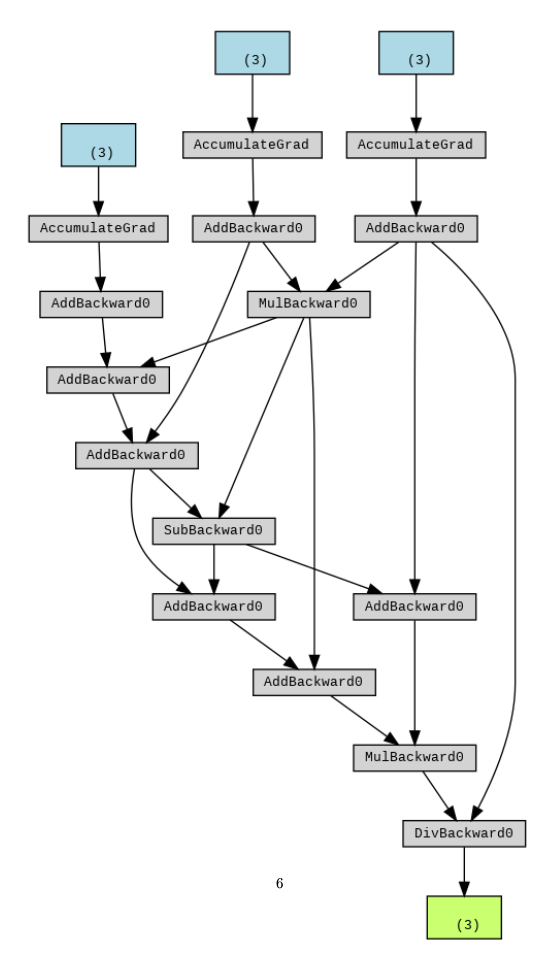 (3) (3)
AccumulateGrad AccumulateGrad
(3)
AccumulateGrad AddBackward0 AddBackward0
AddBackward0 MulBackward0
AddBackward0
AddBackward0
SubBackward0
AddBackward0 AddBackward0
AddBackward0
MulBackward0
DivBackward0
6
(3)